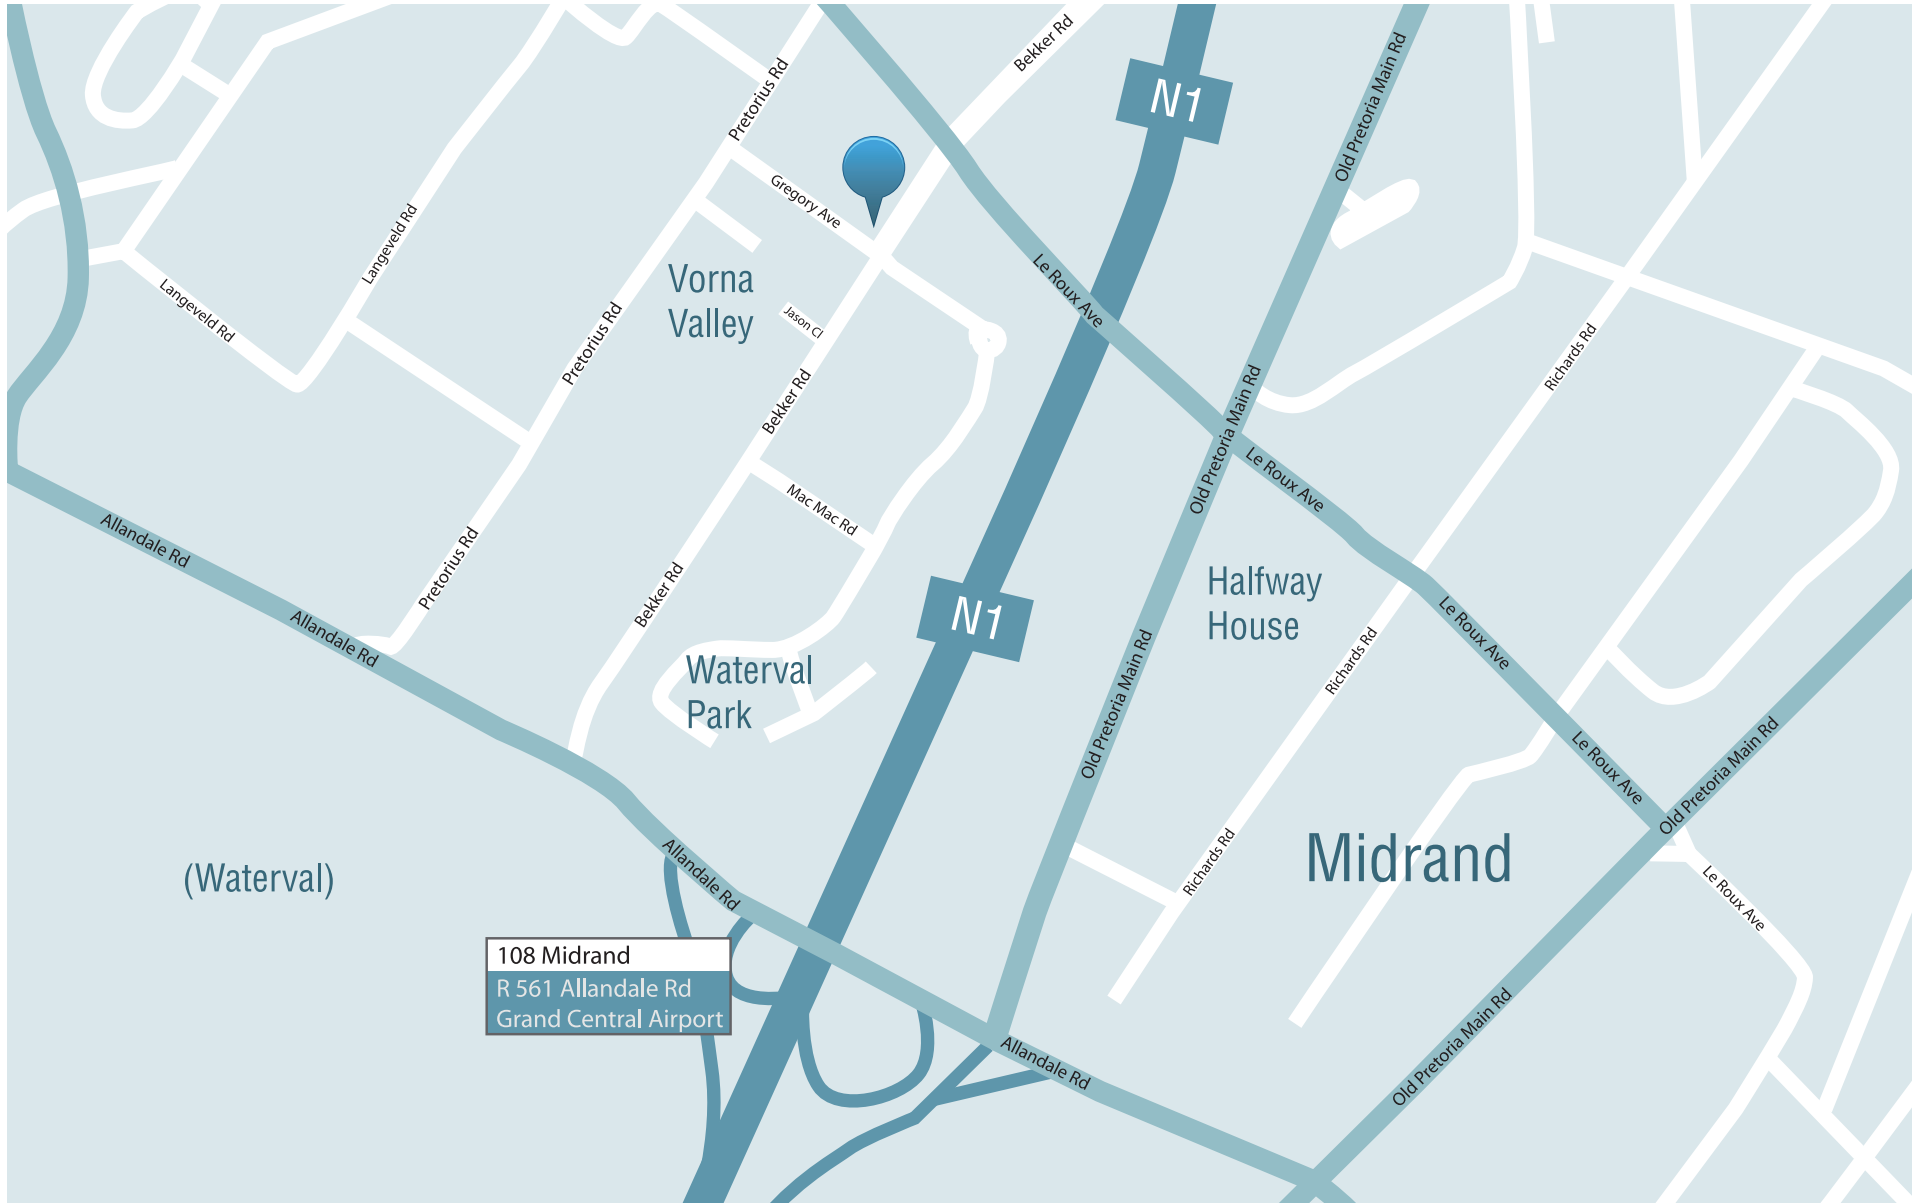 Bekker Rd
N1
Old Pretoria Main Rd
Pretorius Rd
Gregory Ave
Langeveld Rd
Langeveld Rd
Vorna
Valley
Le Roux Ave
Jason Cl
Pretorius Rd
Richards Rd
Bekker Rd
Old Pretoria Main Rd
Le Roux Ave
Mac Mac Rd
Allandale Rd
Pretorius Rd
Bekker Rd
N1
Halfway
House
Le Roux Ave
Allandale Rd
Waterval
Park
Richards Rd
Old Pretoria Main Rd
Le Roux Ave
Old Pretoria Main Rd
Midrand
(Waterval)
Allandale Rd
Richards Rd
Le Roux Ave
108 Midrand
R 561 Allandale Rd
Grand Central Airport
Allandale Rd
Old Pretoria Main Rd